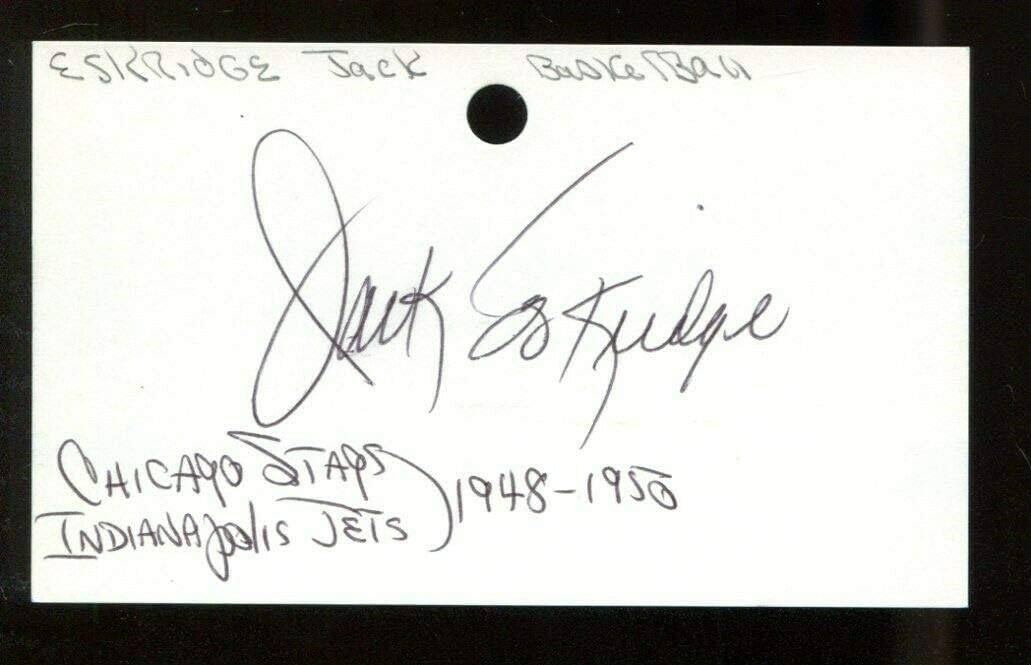 ESKRIDGE Jack BasketBall
Jack Eskridge
CHICAgO STAgS
INDIANApolIS JETS ) 1948-1950